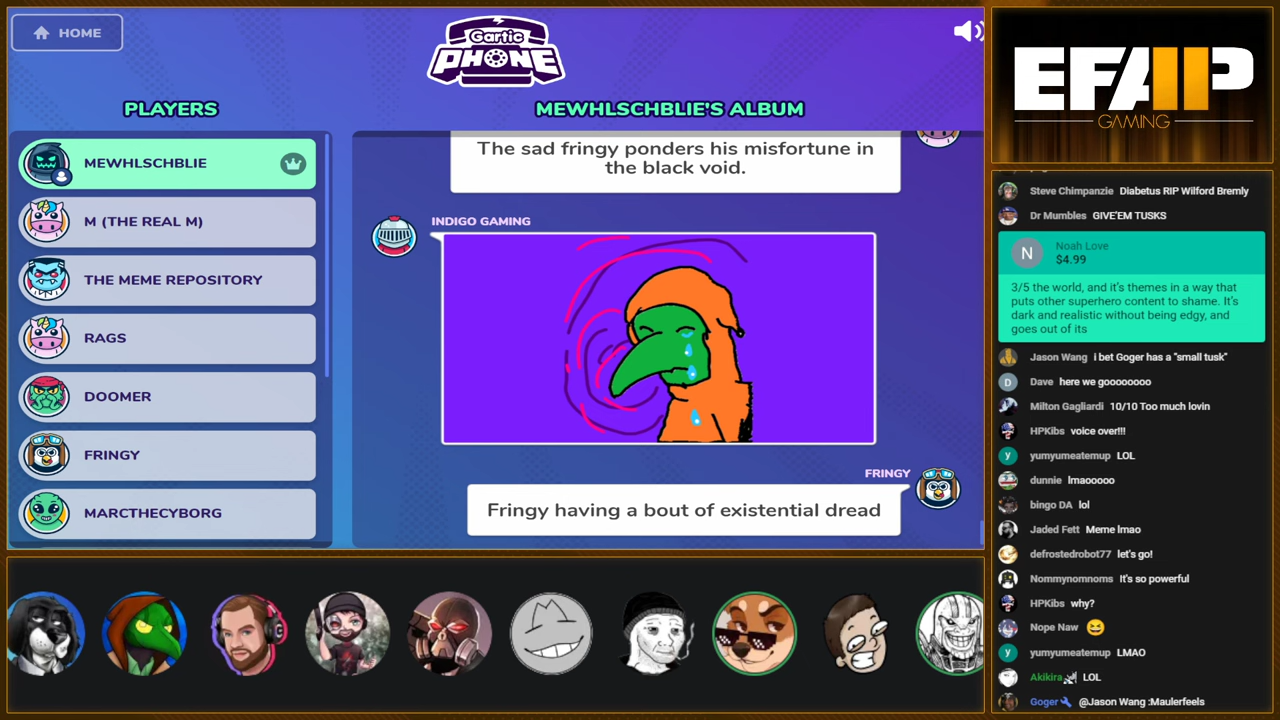 HOME
Gartic
PHONE
PLAYERS
MEWHLSCHBLIE
M (THE REAL M)
THE MEME REPOSITORY
RAGS
DOOMER
FRINGY
MARCTHECYBORG
MEWHLSCHBLIE'S ALBUM
The sad fringy ponders his misfortune in
the black void.
INDIGO GAMING
FRINGY
Fringy having a bout of existential dread
EFAP
GAMING
Steve Chimpanzie Diabetus RIP Wilford Bremly
Dr Mumbles GIVE'EM TUSKS
N
Noah Love
$4.99
3/5 the world, and it's themes in a way that
puts other superhero content to shame. It's
dark and realistic without being edgy, and
goes out of its
Jason Wang i bet Goger has a "small tusk"
D Dave here we gooooooo
Milton Gagliardi 10/10 Too much lovin
HPKibs voice over!!!
y yumyumeatemup LOL
dunnie lmaooooo
bingo DA lol
Jaded Fett Meme lmao
defrostedrobot77 let's go!
Nommynomnoms It's so powerful
HPKibs why?
Nope Naw 😆
y yumyumeatemup LMAO
Akikira LOL
Goger @Jason Wang :Maulerfeels